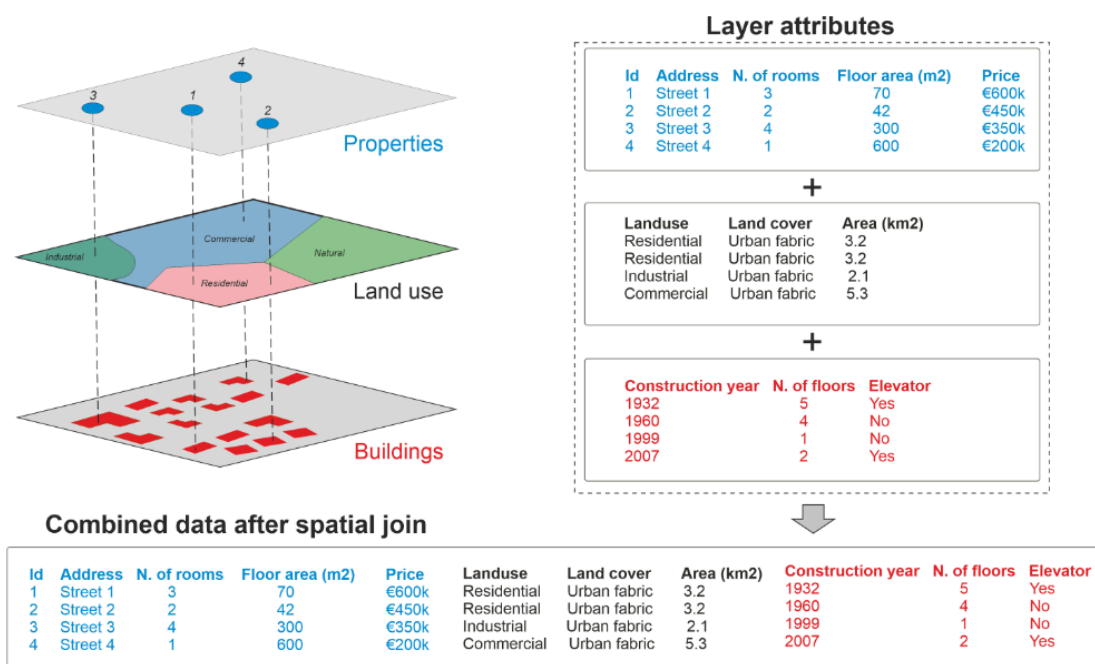 Layer attributes
4
3
1
2
Properties
Id Address N. of rooms Floor area (m2) Price
1 Street 1 3 70 €600k
2 Street 2 2 42 €450k
3 Street 3 4 300 €350k
4 Street 4 1 600 €200k
+
Industrial
Commercial
Natural
Residential
Land use
Landuse Land cover Area (km2)
Residential Urban fabric 3.2
Residential Urban fabric 3.2
Industrial Urban fabric 2.1
Commercial Urban fabric 5.3
+
Buildings
Construction year N. of floors Elevator
1932 5 Yes
1960 4 No
1999 1 No
2007 2 Yes
Combined data after spatial join
Id Address N. of rooms Floor area (m2) Price Landuse Land cover Area (km2) Construction year N. of floors Elevator
1 Street 1 3 70 €600k Residential Urban fabric 3.2 1932 5 Yes
2 Street 2 2 42 €450k Residential Urban fabric 3.2 1960 4 No
3 Street 3 4 300 €350k Industrial Urban fabric 2.1 1999 1 No
4 Street 4 1 600 €200k Commercial Urban fabric 5.3 2007 2 Yes